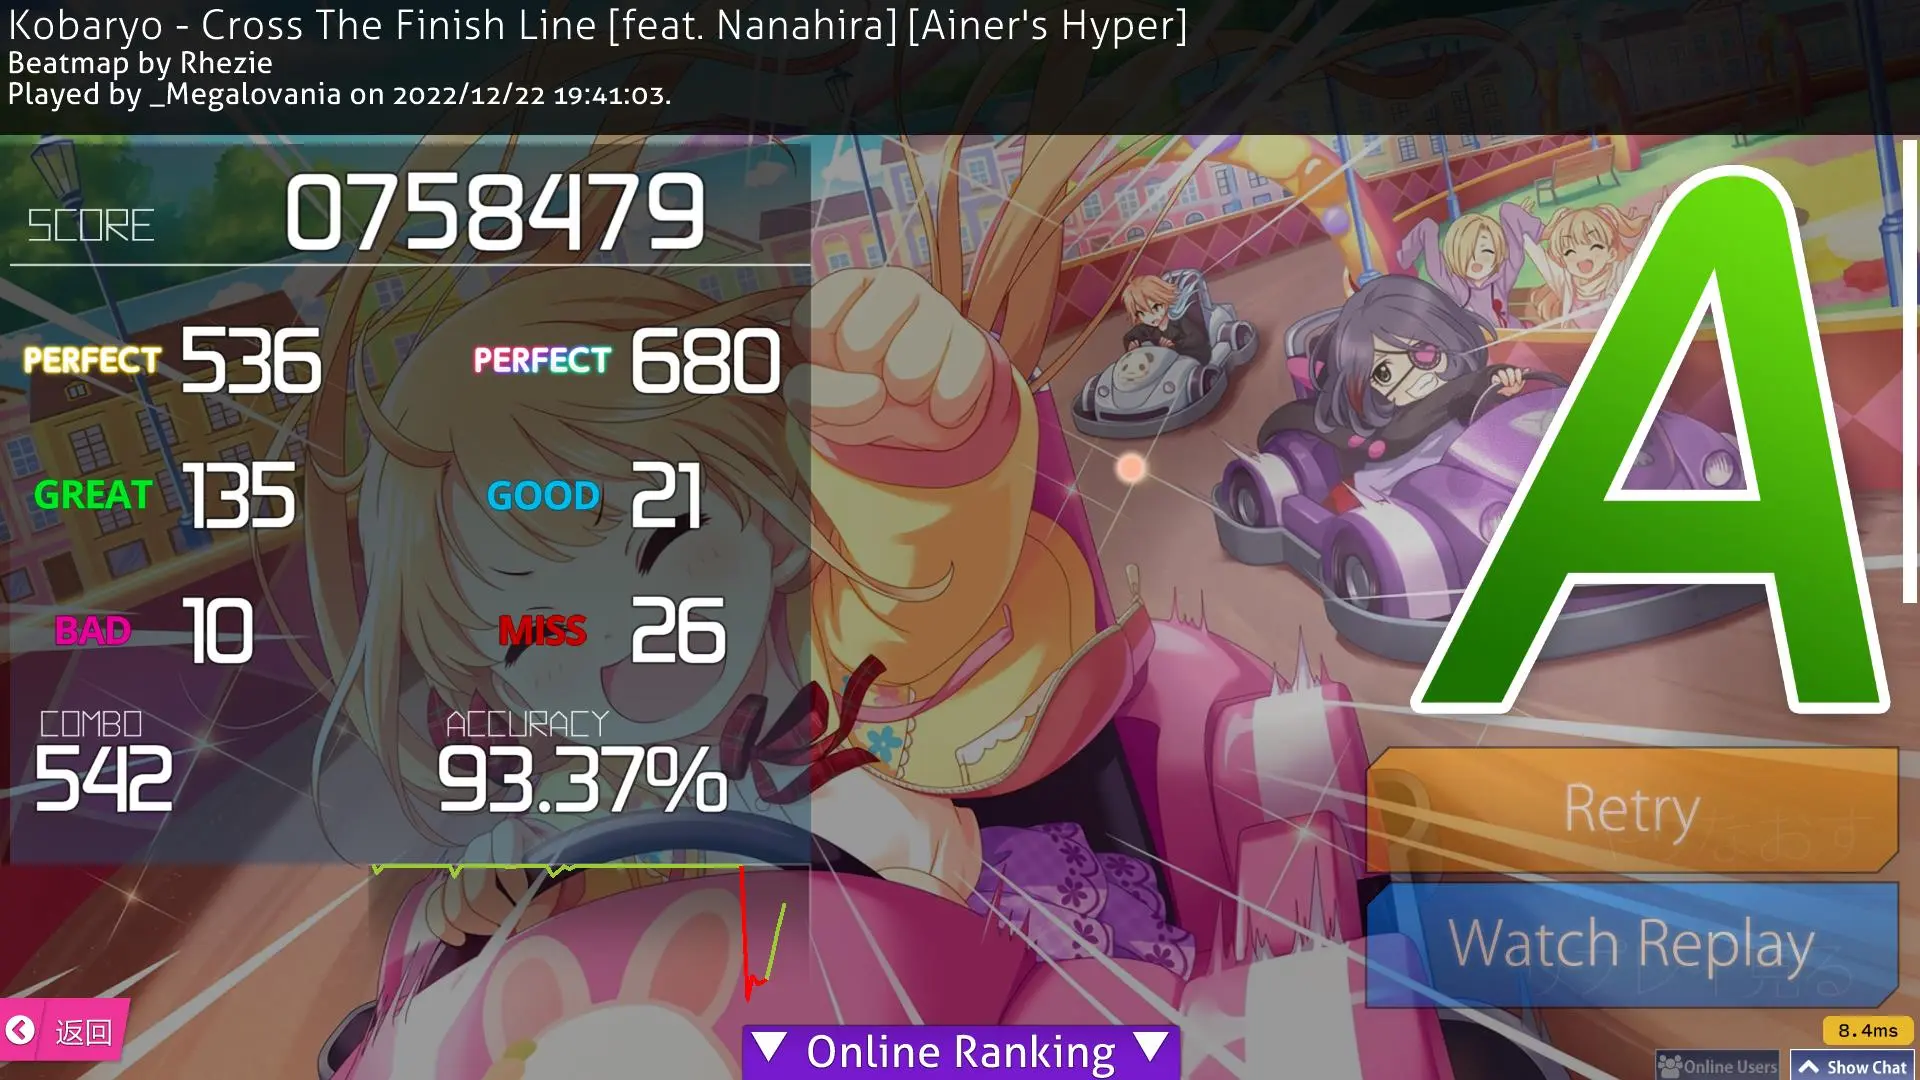 Kobaryo - Cross The Finish Line [feat. Nanahira] [Ainer's Hyper]
Beatmap by Rhezie
Played by _Megalovania on 2022/12/22 19:41:03.
SCORE 0758479
PERFECT 536 PERFECT 680
GREAT 135 GOOD 21
BAD 10 MISS 26
COMBO ACCURACY
542 93.37%
A
Retry
Watch Replay
返回
▼ Online Ranking ▼
8.4ms
Online Users Show Chat